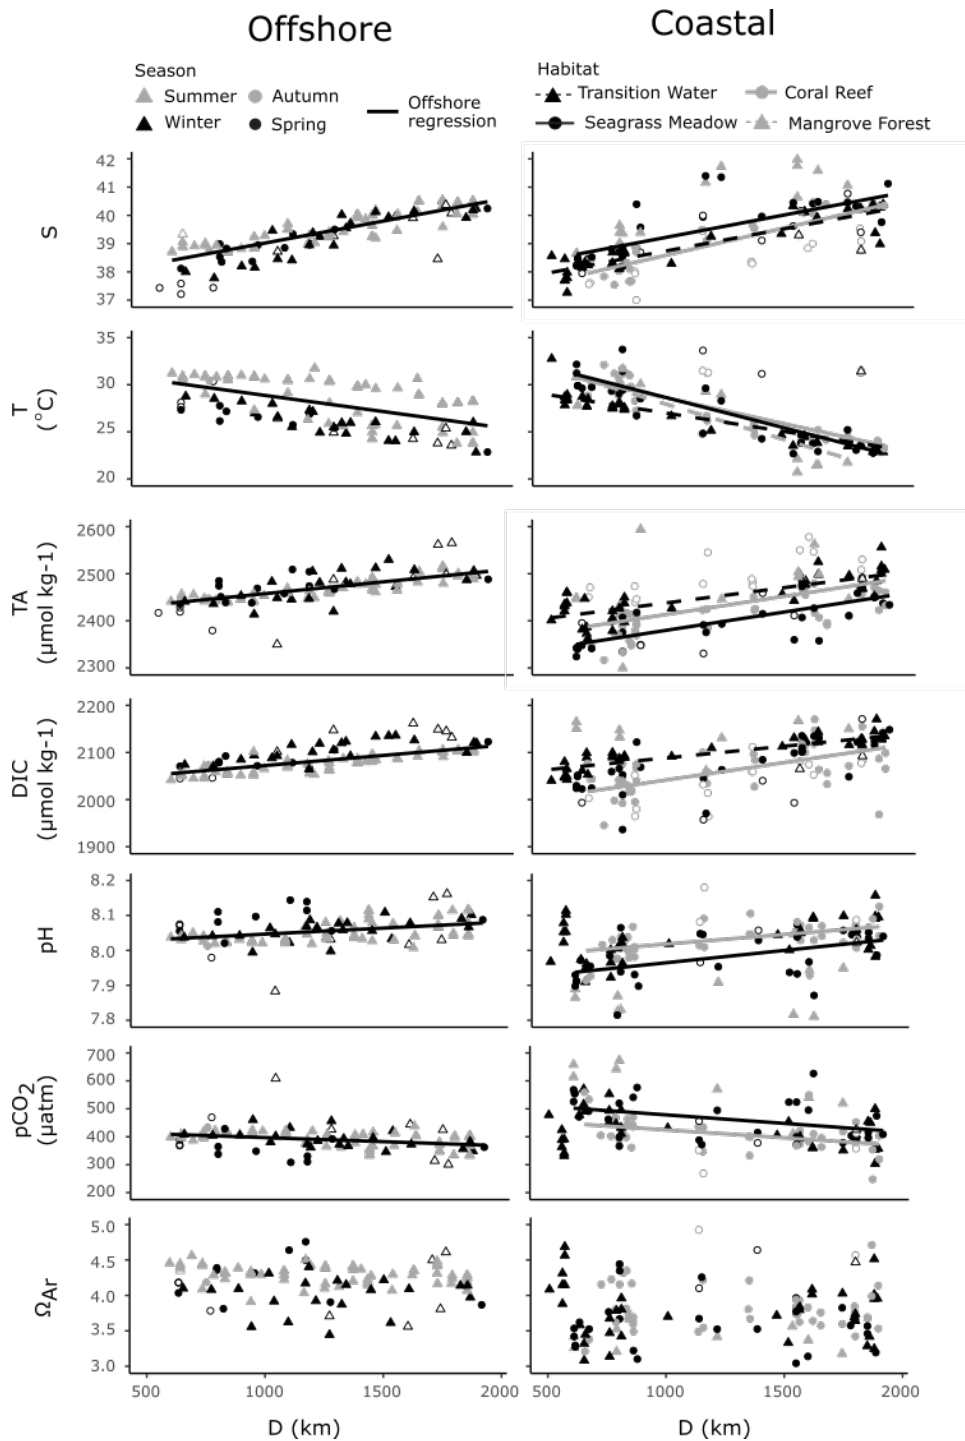 Offshore
Coastal
Season
Summer
Autumn
Winter
Spring
Offshore
regression
Habitat
Transition Water
Coral Reef
Seagrass Meadow
Mangrove Forest
S
42
41
40
39
38
37
T
(°C)
35
30
25
20
TA
(μmol kg-1)
2600
2500
2400
2300
DIC
(μmol kg-1)
2200
2100
2000
1900
pH
8.2
8.1
8.0
7.9
7.8
pCO2
(μatm)
700
600
500
400
300
200
ΩAr
5.0
4.5
4.0
3.5
3.0
500
1000
1500
2000
500
1000
1500
2000
D (km)
D (km)